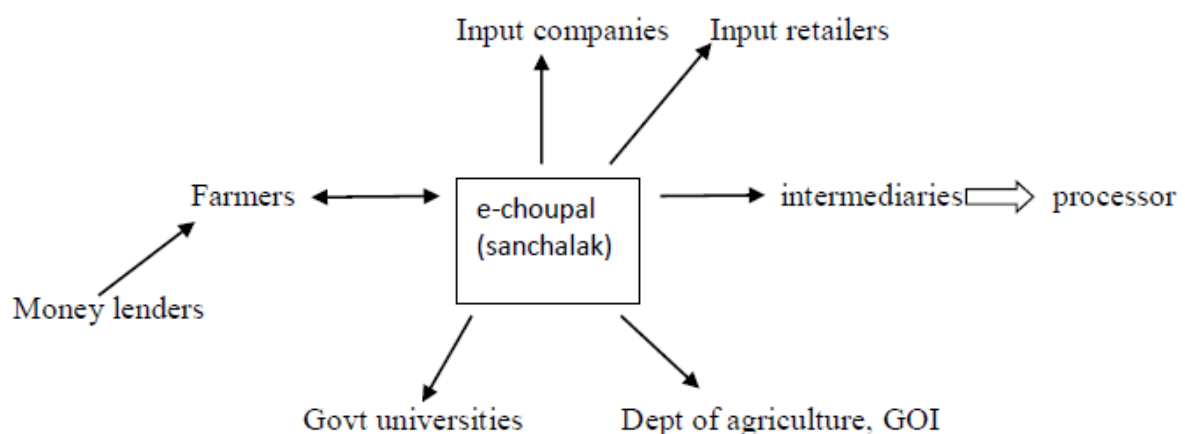 Input companies
Input retailers
Farmers
e-choupal
(sanchalak)
intermediaries
processor
Money lenders
Govt universities
Dept of agriculture, GOI